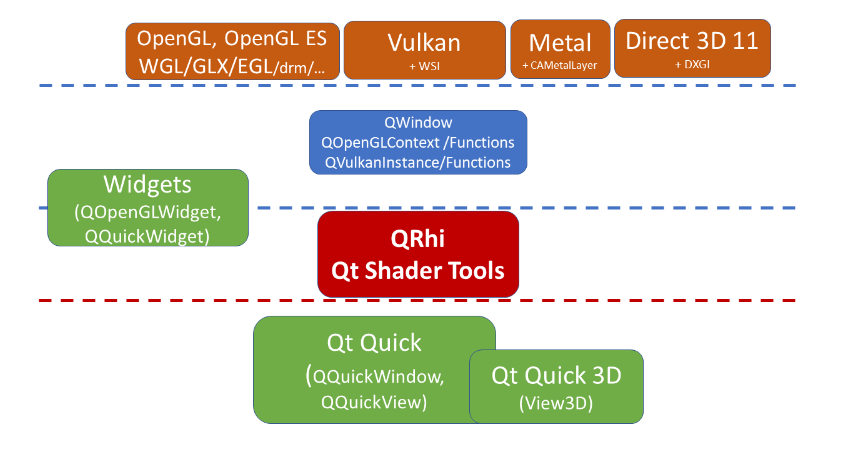 OpenGL, OpenGL ES
WGL/GLX/EGL/drm/...
Vulkan
+ WSI
Metal
+ CAMetalLayer
Direct 3D 11
+ DXGI
QWindow
QOpenGLContext /Functions
QVulkanInstance/Functions
Widgets
(QOpenGLWidget,
QQuickWidget)
QRhi
Qt Shader Tools
Qt Quick
(QQuickWindow,
QQuickView)
Qt Quick 3D
(View3D)